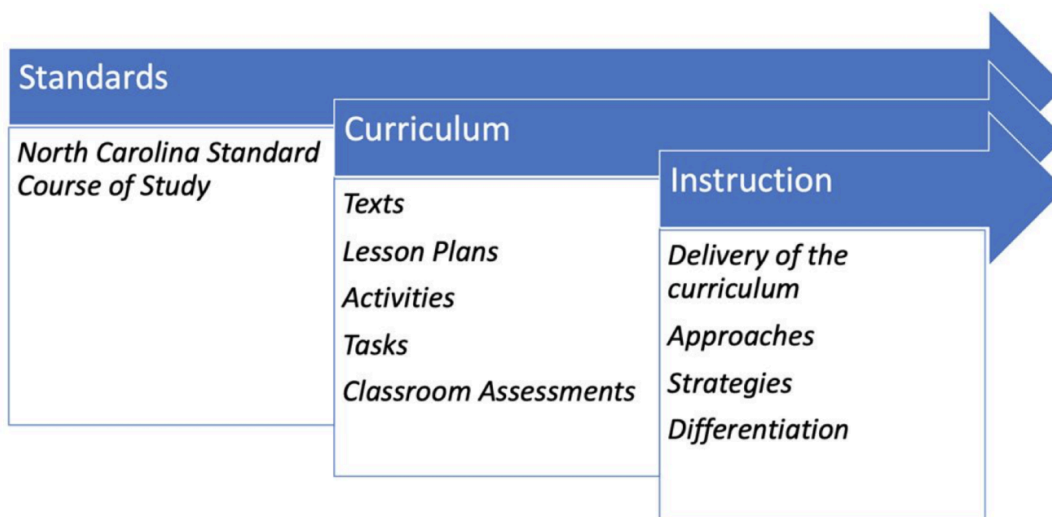 Standards
North Carolina Standard
Course of Study
Curriculum
Texts
Lesson Plans
Activities
Tasks
Classroom Assessments
Instruction
Delivery of the
curriculum
Approaches
Strategies
Differentiation